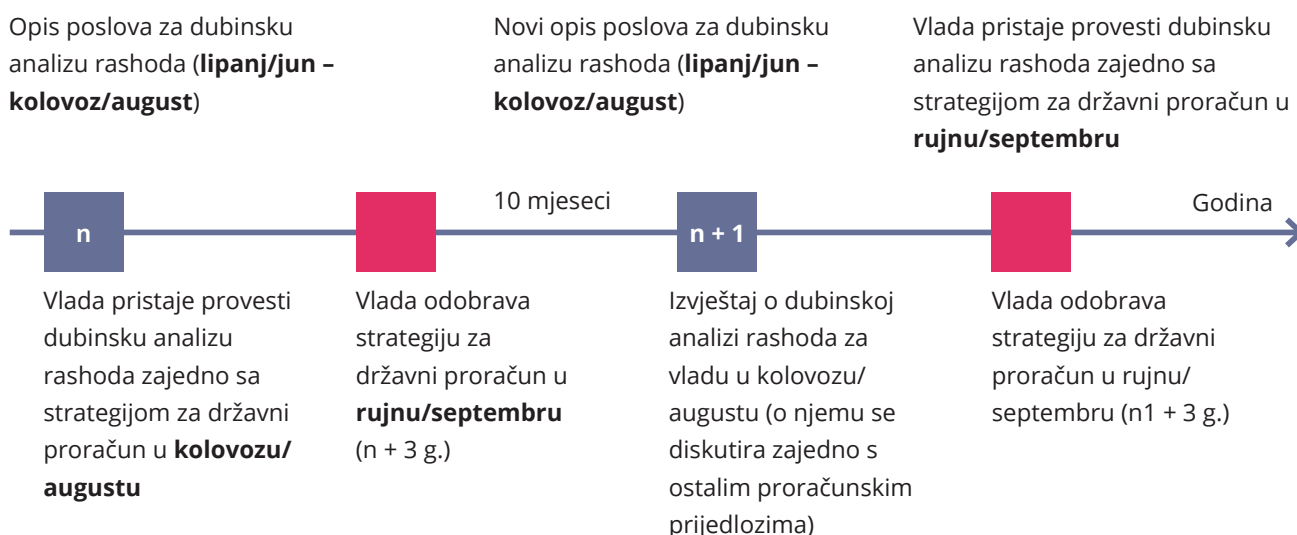 Opis poslova za dubinsku
analizu rashoda (lipanj/jun –
kolovoz/august)
Novi opis poslova za dubinsku
analizu rashoda (lipanj/jun –
kolovoz/august)
Vlada pristaje provesti dubinsku
analizu rashoda zajedno sa
strategijom za državni proračun u
rujnu/septembru
n
10 mjeseci
n + 1
Godina
Vlada pristaje provesti
dubinsku analizu
rashoda zajedno sa
strategijom za državni
proračun u kolovozu/
augustu
Vlada odobrava
strategiju za
državni proračun u
rujnu/septembru
(n + 3 g.)
Izvještaj o dubinskoj
analizi rashoda za
vladu u kolovozu/
augustu (o njemu se
diskutira zajedno s
ostalim proračunskim
prijedlozima)
Vlada odobrava
strategiju za državni
proračun u rujnu/
septembru (n1 + 3 g.)